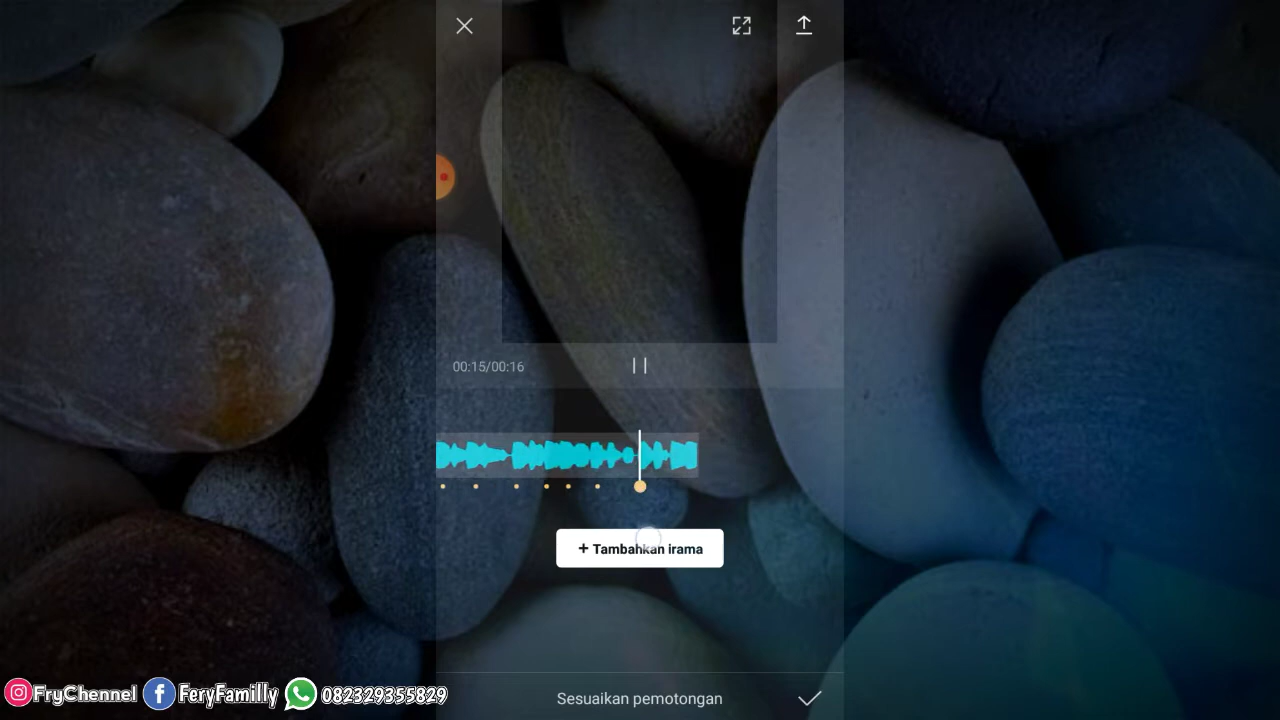 00:15/00:16
+ Tambahkan irama
Sesuaikan pemotongan
FryChennel FeryFamilly 082329355829